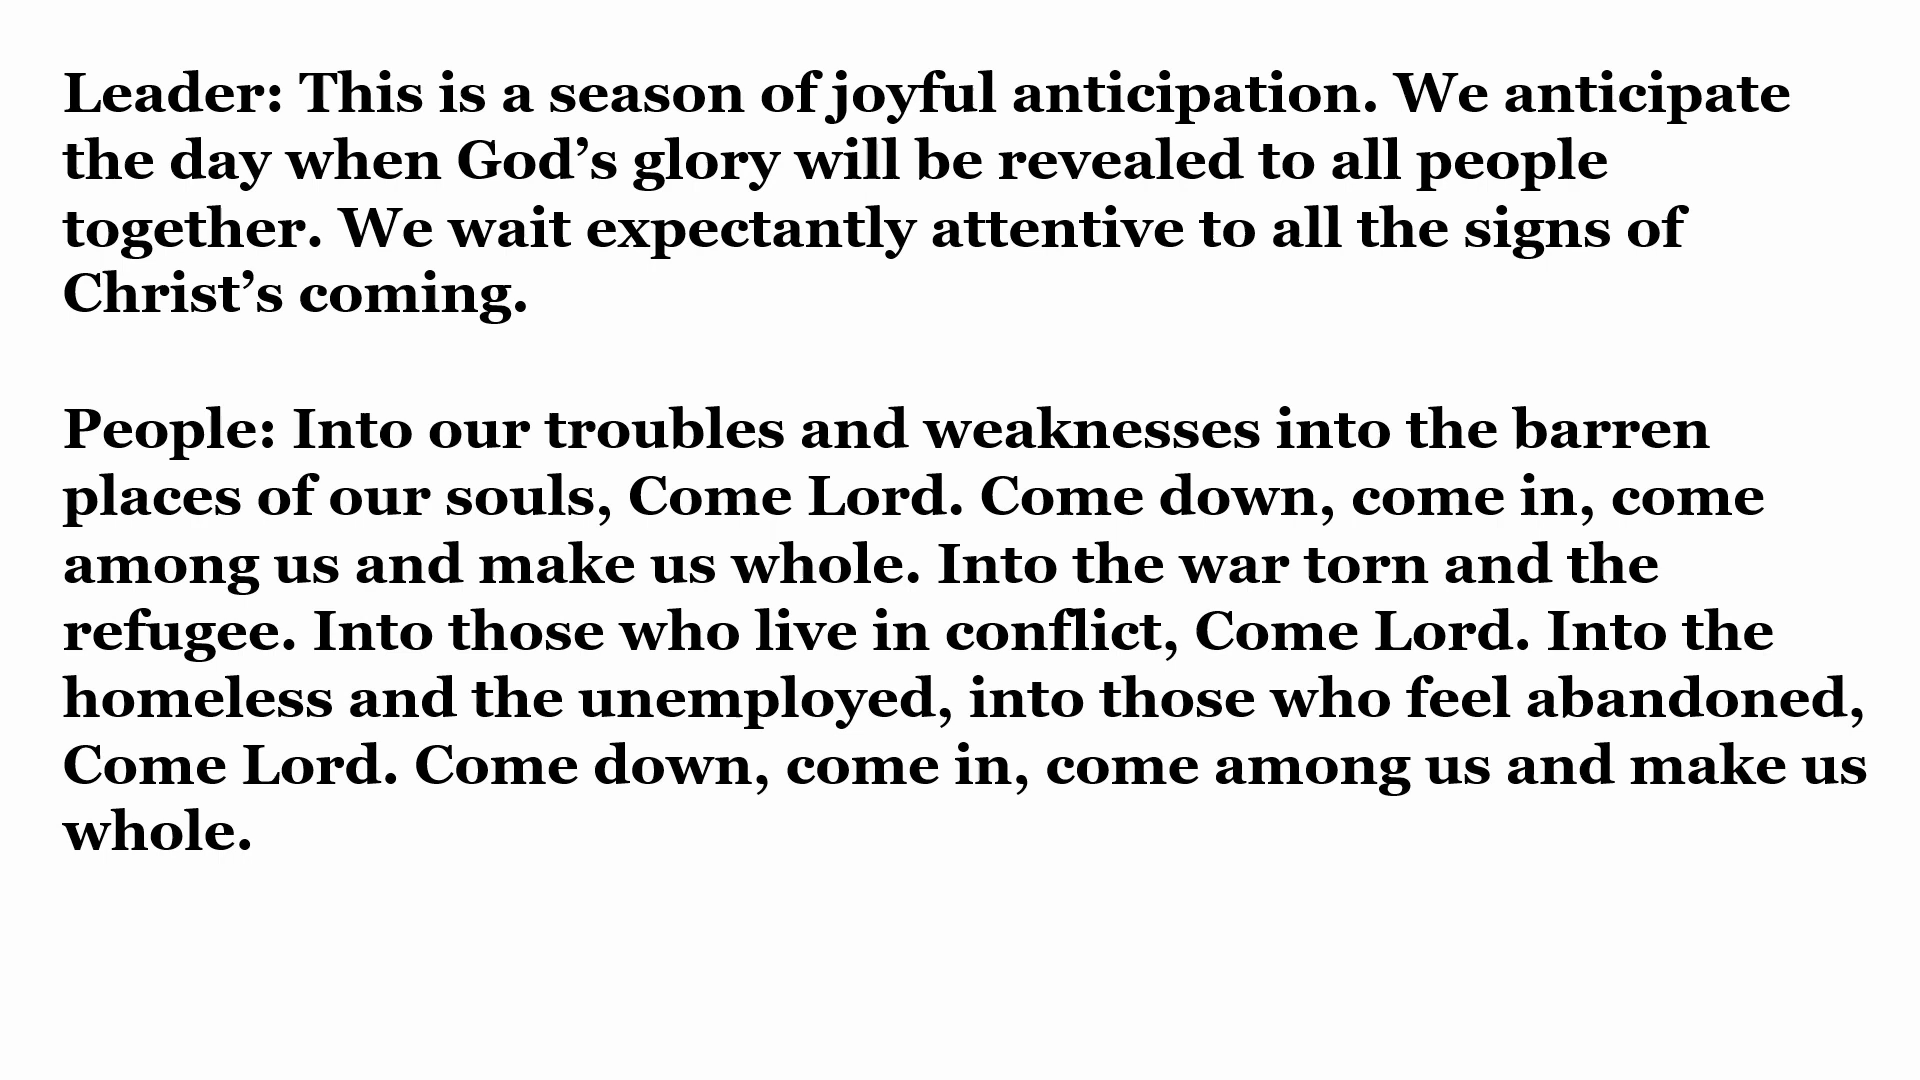 Leader: This is a season of joyful anticipation. We anticipate
the day when God’s glory will be revealed to all people
together. We wait expectantly attentive to all the signs of
Christ’s coming.
People: Into our troubles and weaknesses into the barren
places of our souls, Come Lord. Come down, come in, come
among us and make us whole. Into the war torn and the
refugee. Into those who live in conflict, Come Lord. Into the
homeless and the unemployed, into those who feel abandoned,
Come Lord. Come down, come in, come among us and make us
whole.